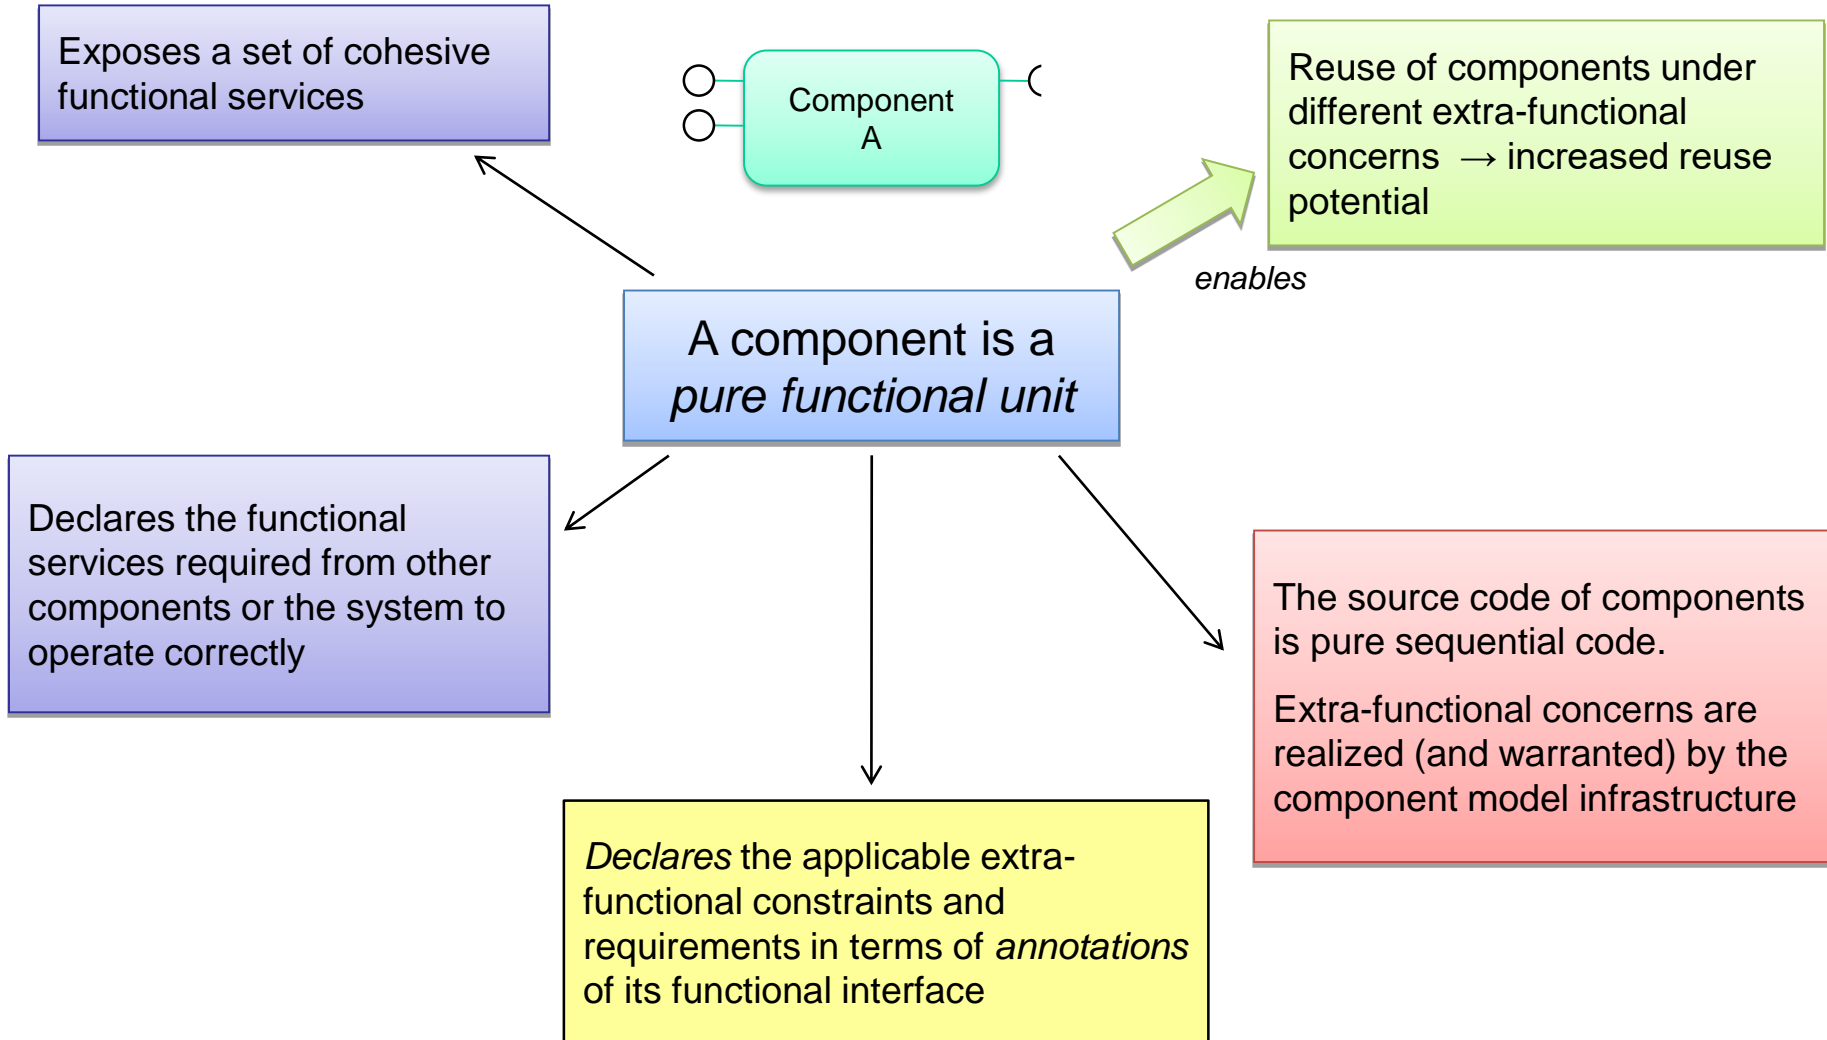 Exposes a set of cohesive
functional services
Component
A
Reuse of components under
different extra-functional
concerns → increased reuse
potential
enables
A component is a
pure functional unit
Declares the functional
services required from other
components or the system to
operate correctly
The source code of components
is pure sequential code.
Extra-functional concerns are
realized (and warranted) by the
component model infrastructure
Declares the applicable extra-
functional constraints and
requirements in terms of annotations
of its functional interface